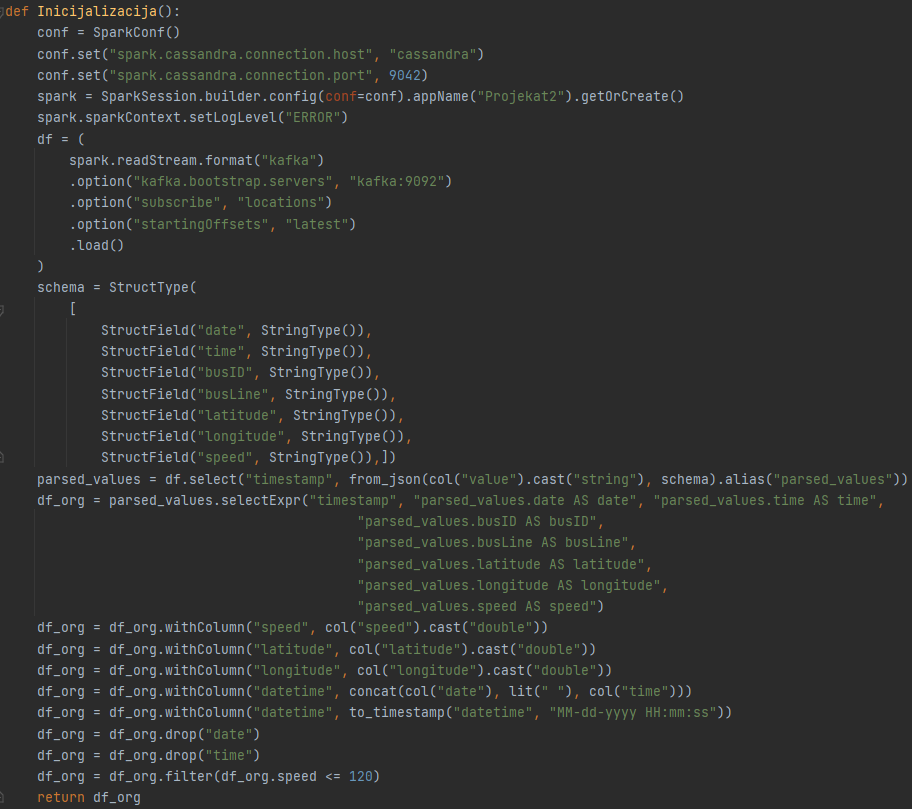 def Inicijalizacija():
    conf = SparkConf()
    conf.set("spark.cassandra.connection.host", "cassandra")
    conf.set("spark.cassandra.connection.port", 9042)
    spark = SparkSession.builder.config(conf=conf).appName("Projekat2").getOrCreate()
    spark.sparkContext.setLogLevel("ERROR")
    df = (
        spark.readStream.format("kafka")
        .option("kafka.bootstrap.servers", "kafka:9092")
        .option("subscribe", "locations")
        .option("startingOffsets", "latest")
        .load()
    )
    schema = StructType(
        [
            StructField("date", StringType()),
            StructField("time", StringType()),
            StructField("busID", StringType()),
            StructField("busLine", StringType()),
            StructField("latitude", StringType()),
            StructField("longitude", StringType()),
            StructField("speed", StringType()),])
    parsed_values = df.select("timestamp", from_json(col("value").cast("string"), schema).alias("parsed_values"))
    df_org = parsed_values.selectExpr("timestamp", "parsed_values.date AS date", "parsed_values.time AS time",
                                            "parsed_values.busID AS busID",
                                            "parsed_values.busLine AS busLine",
                                            "parsed_values.latitude AS latitude",
                                            "parsed_values.longitude AS longitude",
                                            "parsed_values.speed AS speed")
    df_org = df_org.withColumn("speed", col("speed").cast("double"))
    df_org = df_org.withColumn("latitude", col("latitude").cast("double"))
    df_org = df_org.withColumn("longitude", col("longitude").cast("double"))
    df_org = df_org.withColumn("datetime", concat(col("date"), lit(" "), col("time")))
    df_org = df_org.withColumn("datetime", to_timestamp("datetime", "MM-dd-yyyy HH:mm:ss"))
    df_org = df_org.drop("date")
    df_org = df_org.drop("time")
    df_org = df_org.filter(df_org.speed <= 120)
    return df_org